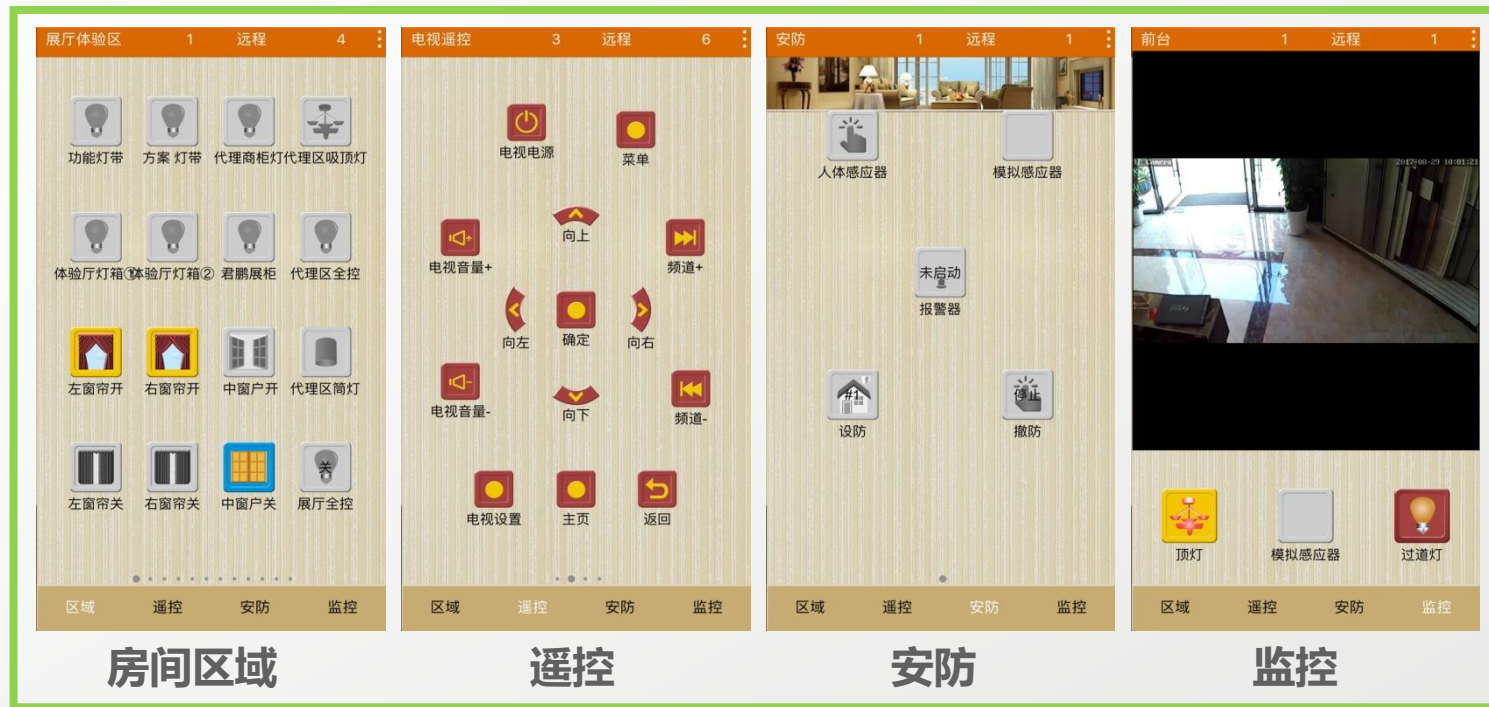 展厅体验区 1 远程 4
功能灯带 方案 灯带 代理商柜灯 代理区吸顶灯
体验厅灯箱① 体验厅灯箱② 君鹏展柜 代理区全控
左窗帘开 右窗帘开 中窗户开 代理区筒灯
关
左窗帘关 右窗帘关 中窗户关 展厅全控
区域 遥控 安防 监控
房间区域
电视遥控 3 远程 6
电视电源 菜单
向上
电视音量+ 频道+
向左 确定 向右
电视音量- 向下 频道-
电视设置 主页 返回
区域 遥控 安防 监控
遥控
安防 1 远程 1
人体感应器 模拟感应器
未启动
报警器
#1 停止
设防 撤防
区域 遥控 安防 监控
安防
前台 1 远程 1
Camera 2017-08-29 10:01:21
顶灯 模拟感应器 过道灯
区域 遥控 安防 监控
监控